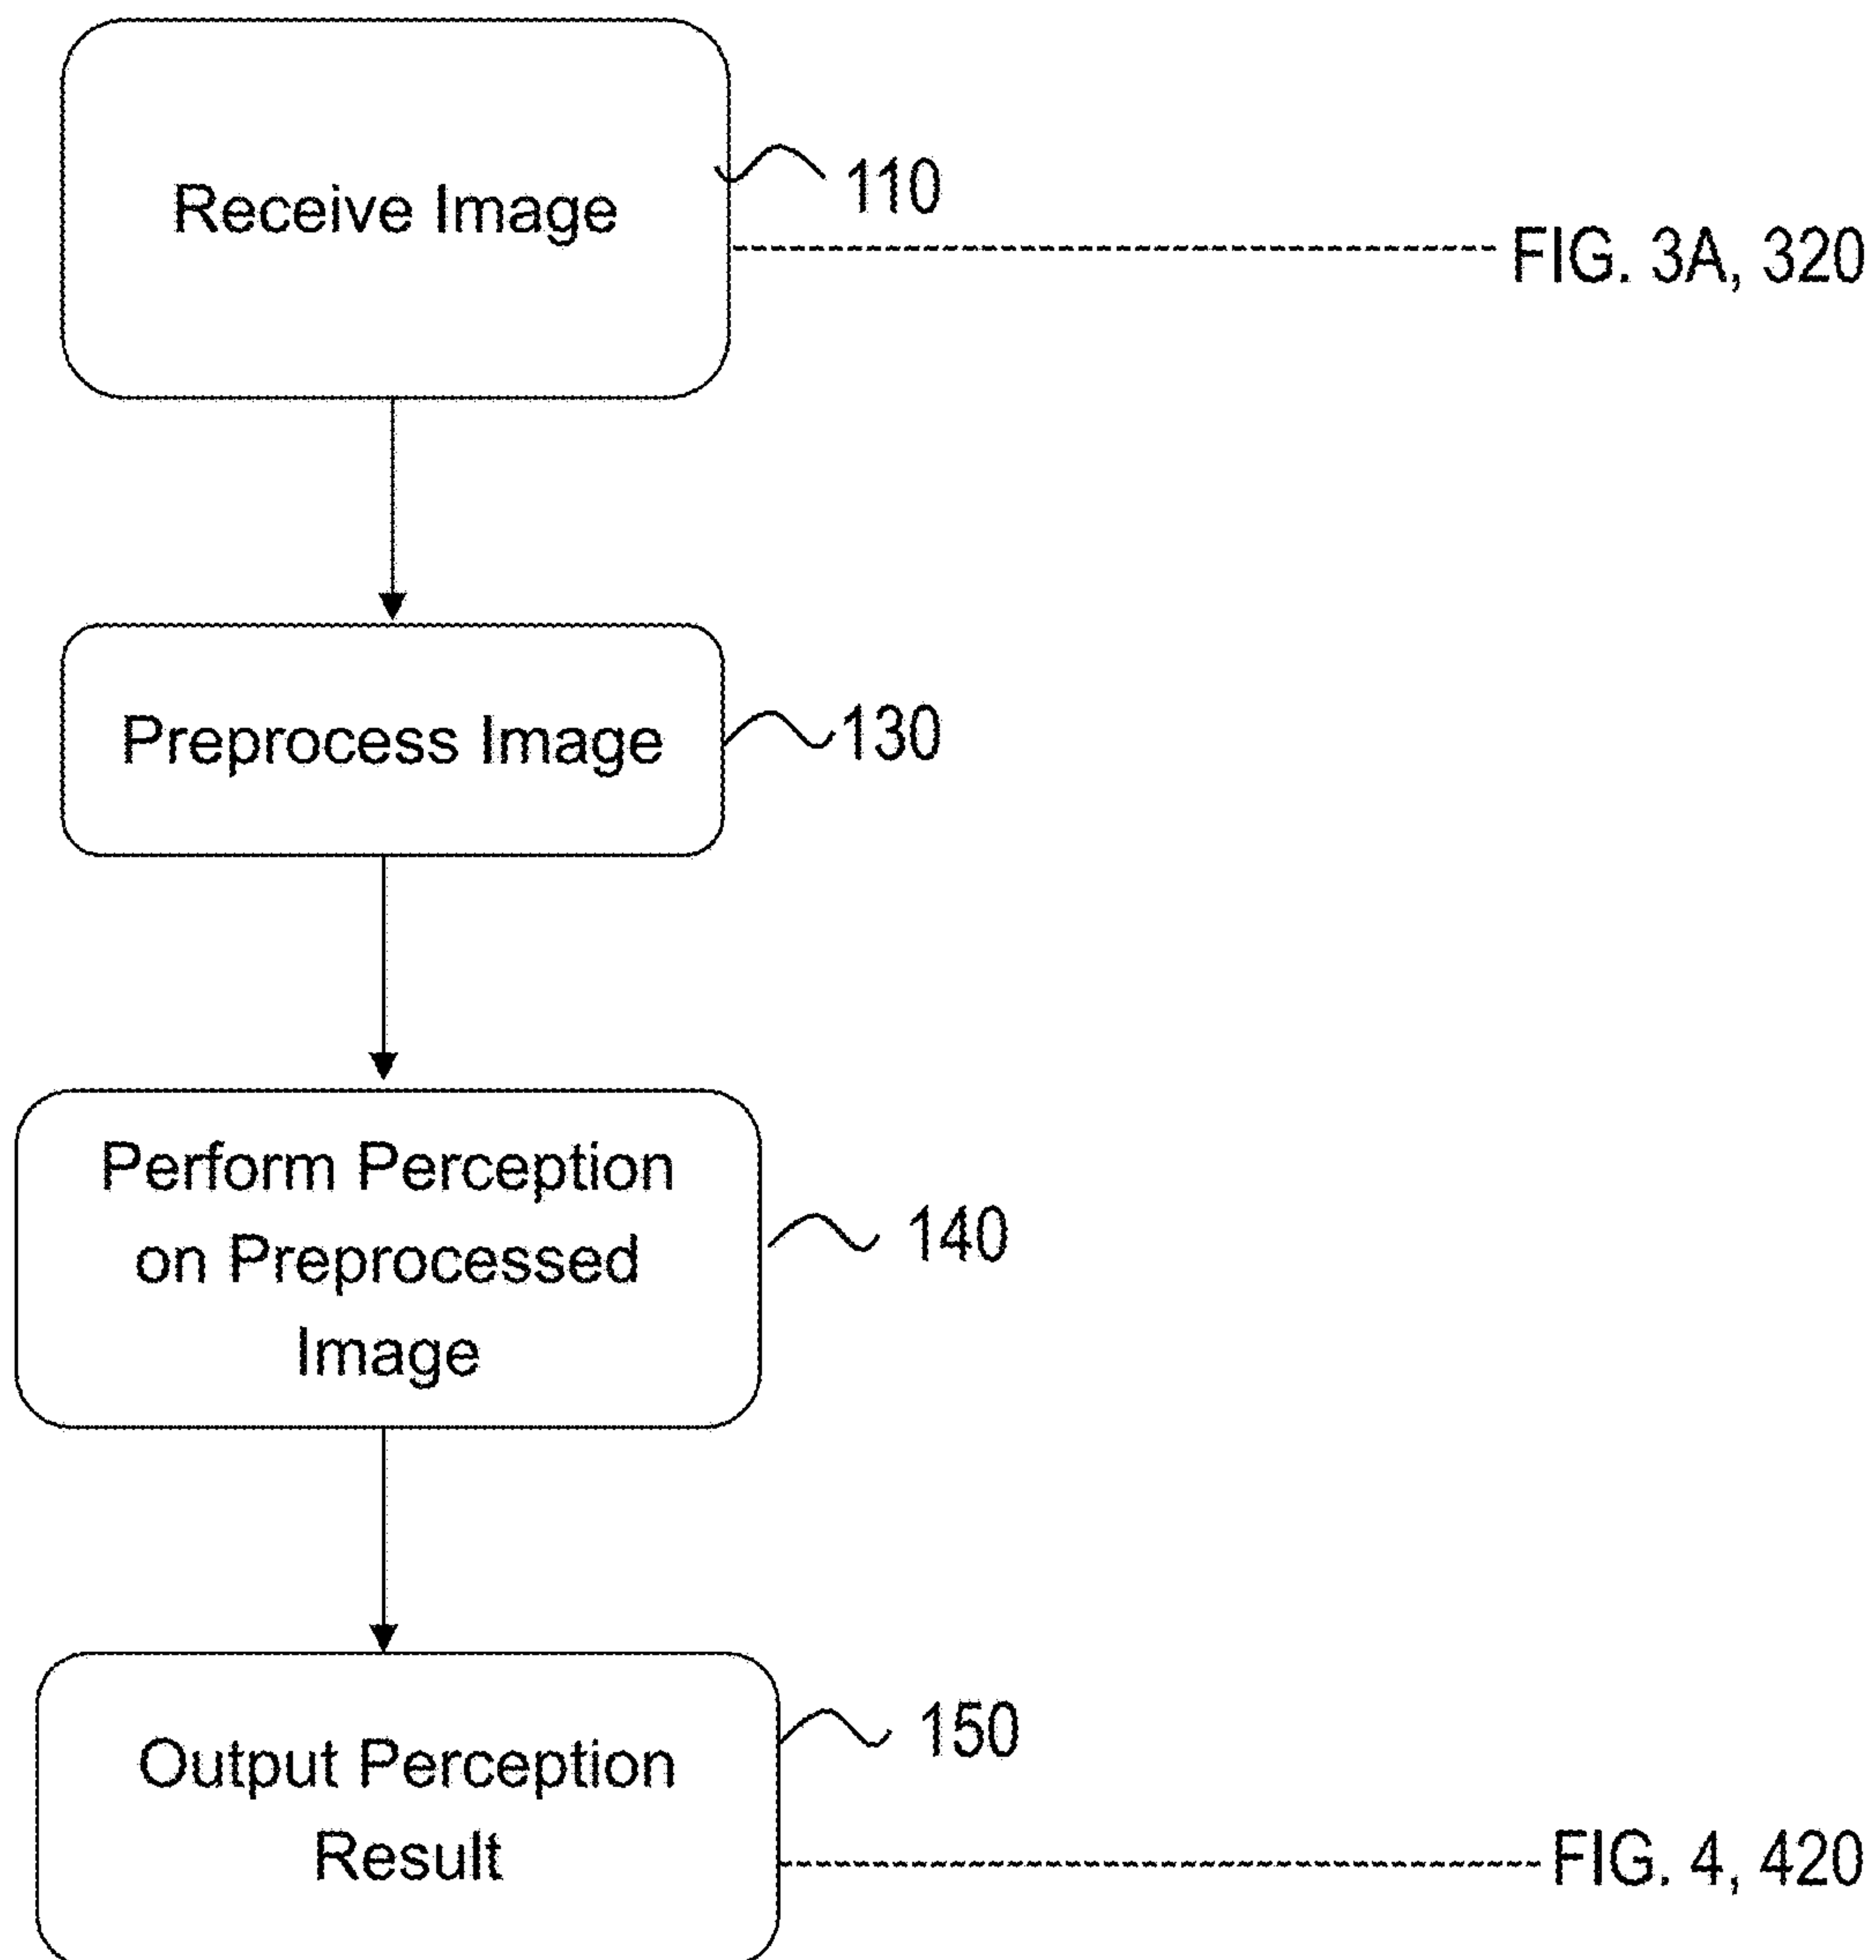 Receive Image
110
FIG. 3A, 320
Preprocess Image
130
Perform Perception
on Preprocessed
Image
140
Output Perception
Result
150
FIG. 4, 420